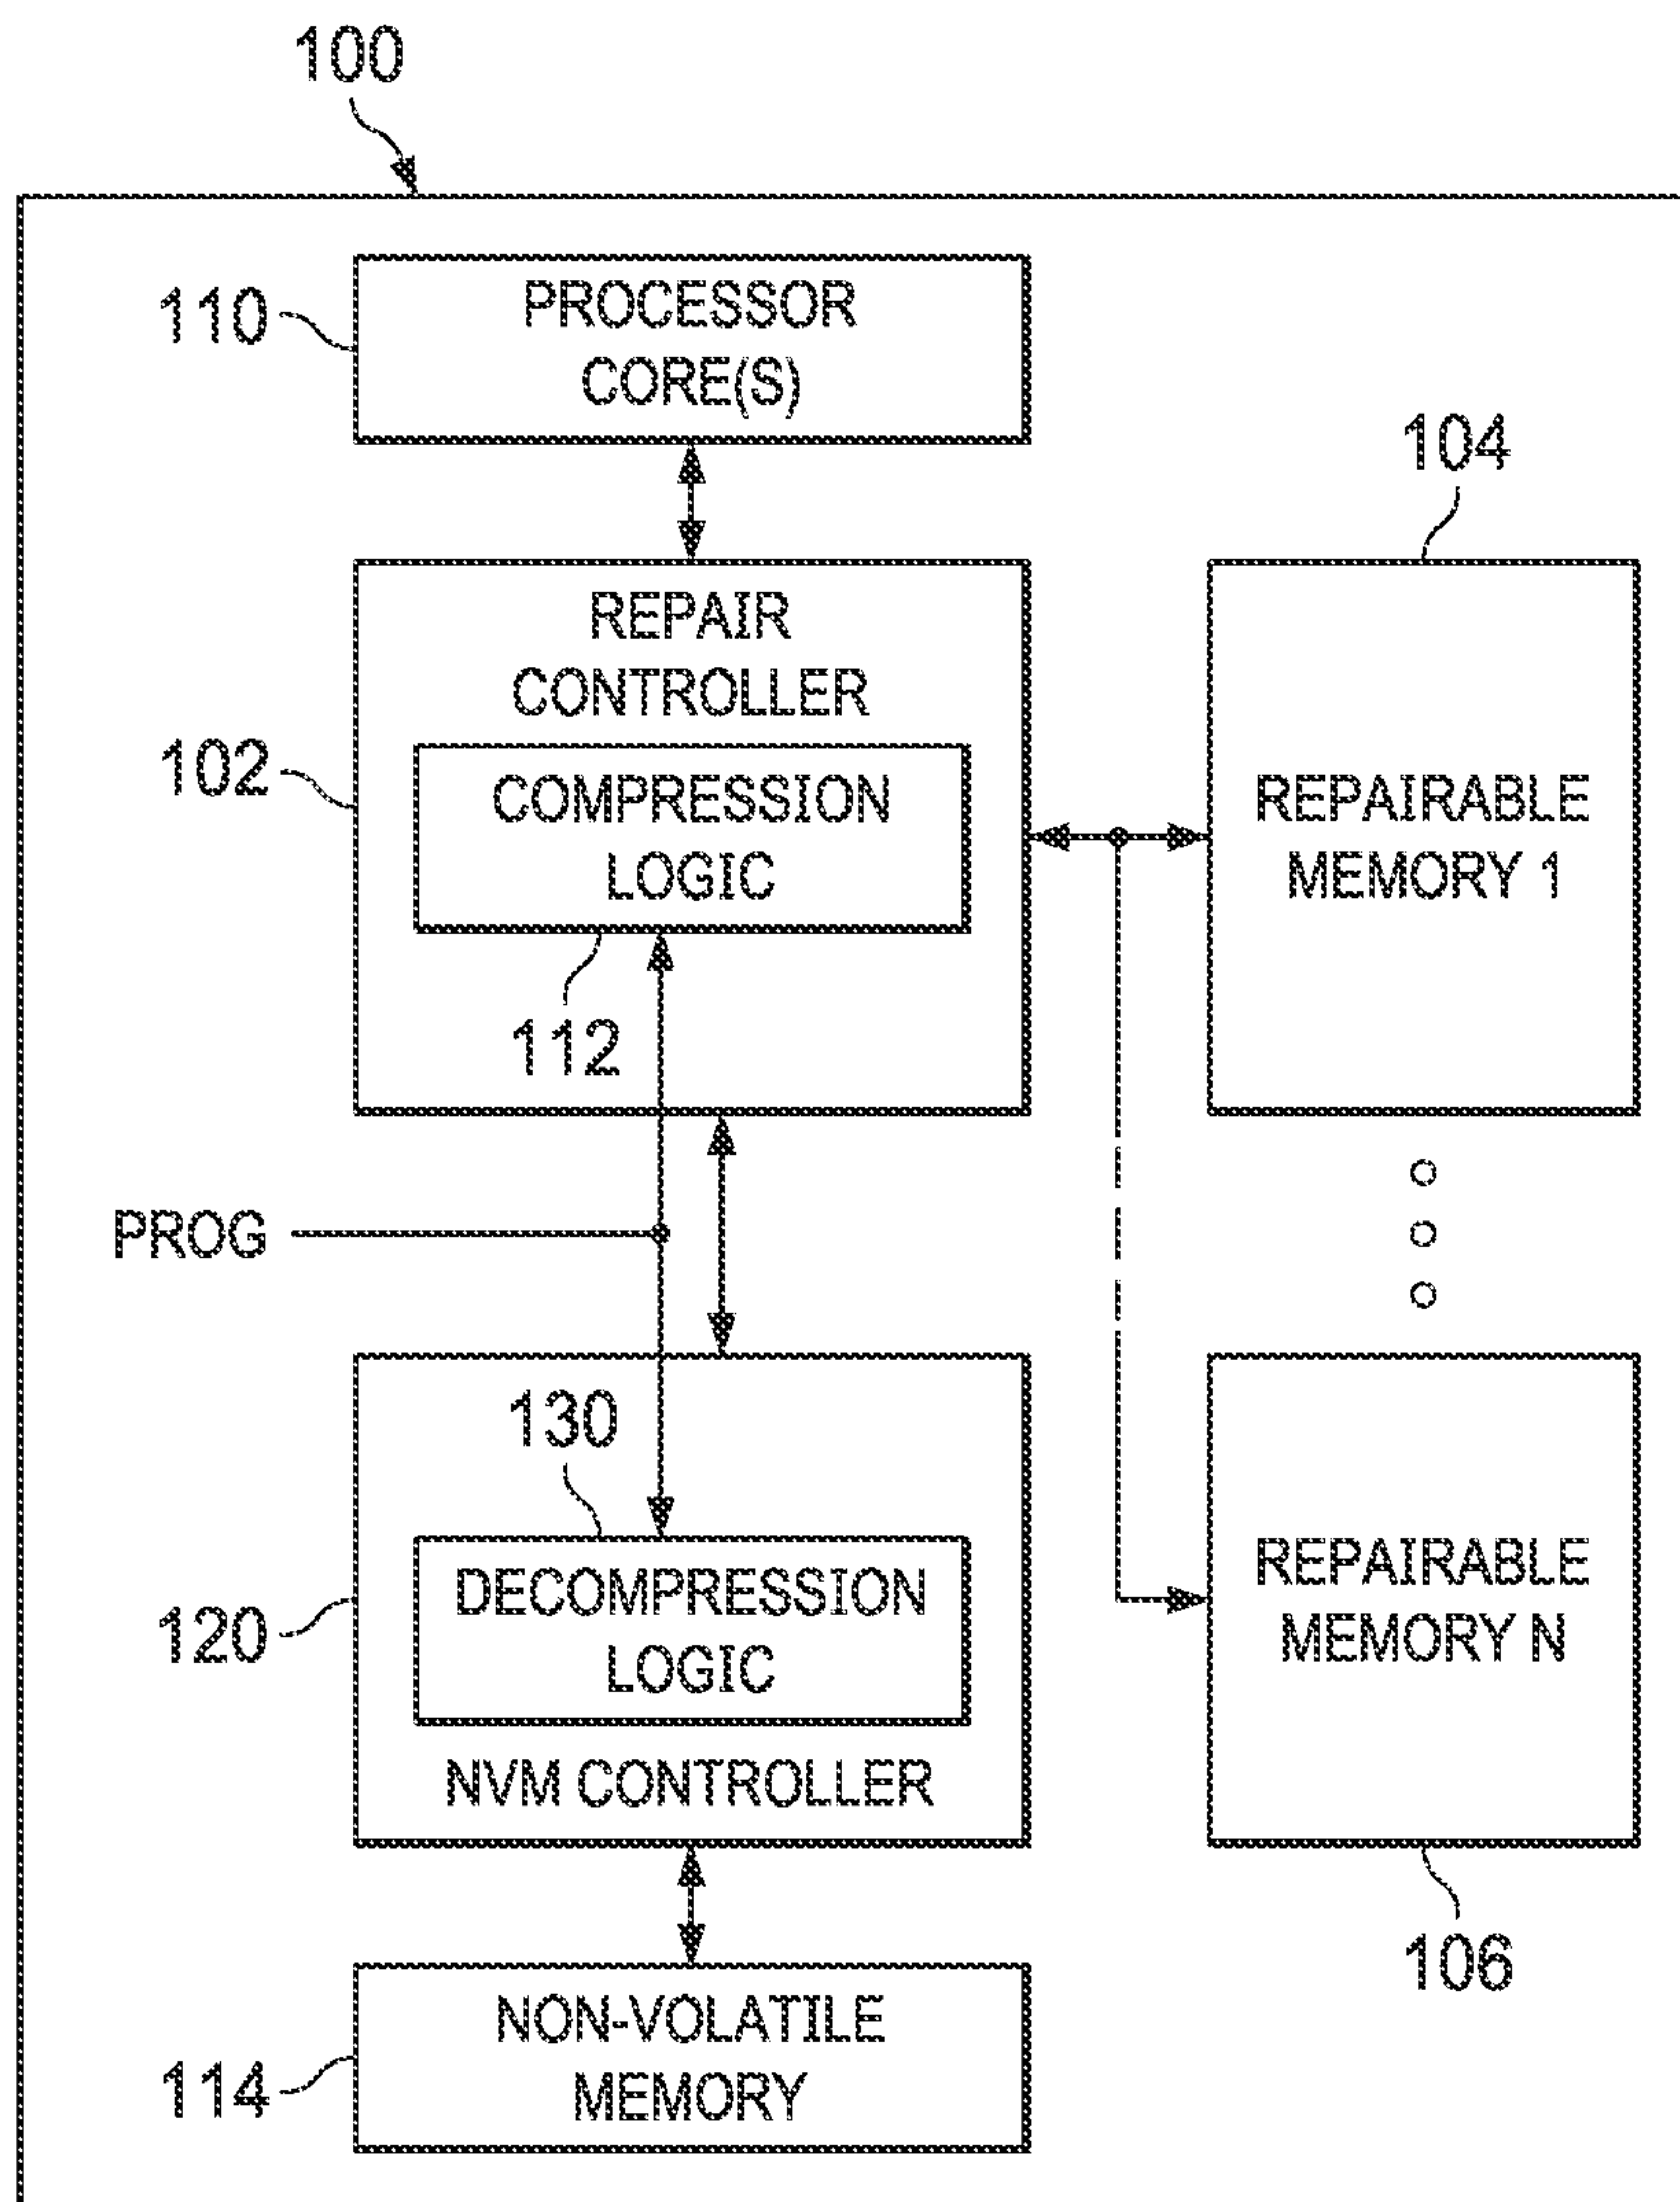 100
110
PROCESSOR
CORE(S)
104
REPAIR
CONTROLLER
102
COMPRESSION
LOGIC
REPAIRABLE
MEMORY 1
112
PROG
130
120
DECOMPRESSION
LOGIC
NVM CONTROLLER
REPAIRABLE
MEMORY N
106
114
NON-VOLATILE
MEMORY